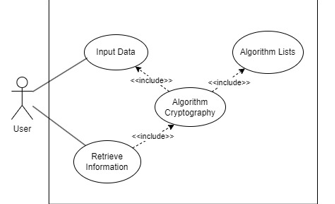 Input Data
Algorithm Lists
<<include>>
<<include>>
Algorithm
Cryptography
User
<<include>>
Retrieve
Information